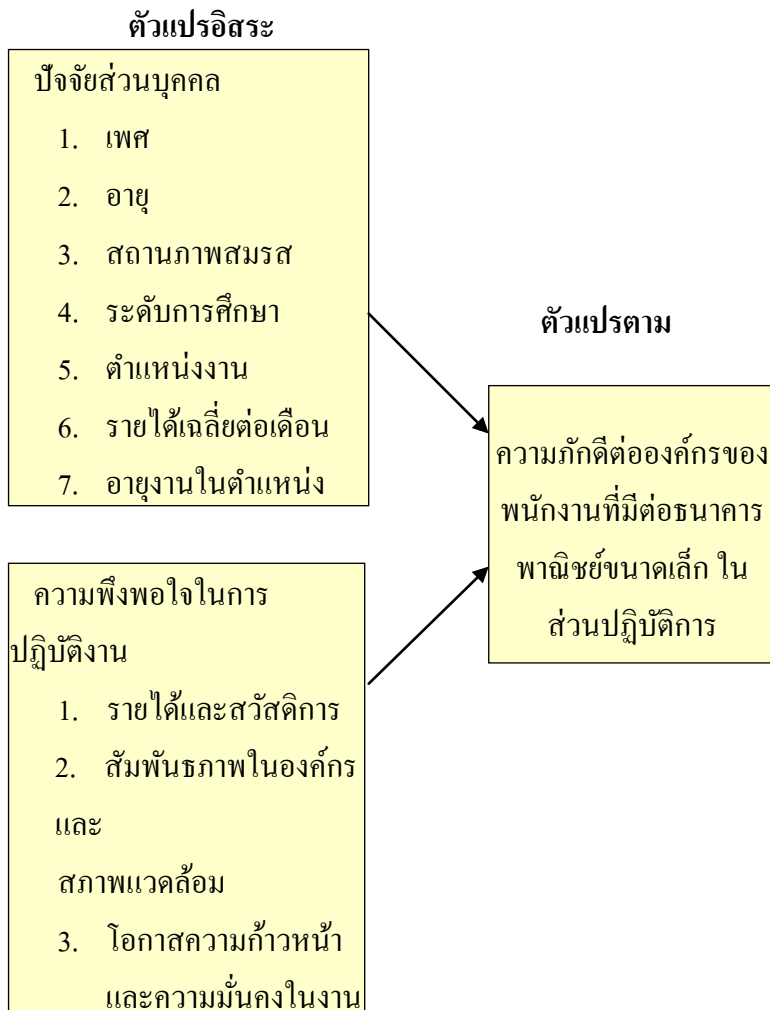 ตัวแปรอิสระ
ปัจจัยส่วนบุคคล
1. เพศ
2. อายุ
3. สถานภาพสมรส
4. ระดับการศึกษา
5. ตำแหน่งงาน
6. รายได้เฉลี่ยต่อเดือน
7. อายุงานในตำแหน่ง
ความพึงพอใจในการ
ปฏิบัติงาน
1. รายได้และสวัสดิการ
2. สัมพันธภาพในองค์กร
และ
สภาพแวดล้อม
3. โอกาสความก้าวหน้า
และความมั่นคงในงาน
ตัวแปรตาม
ความภักดีต่อองค์กรของ
พนักงานที่มีต่อธนาคาร
พาณิชย์ขนาดเล็ก ใน
ส่วนปฏิบัติการ